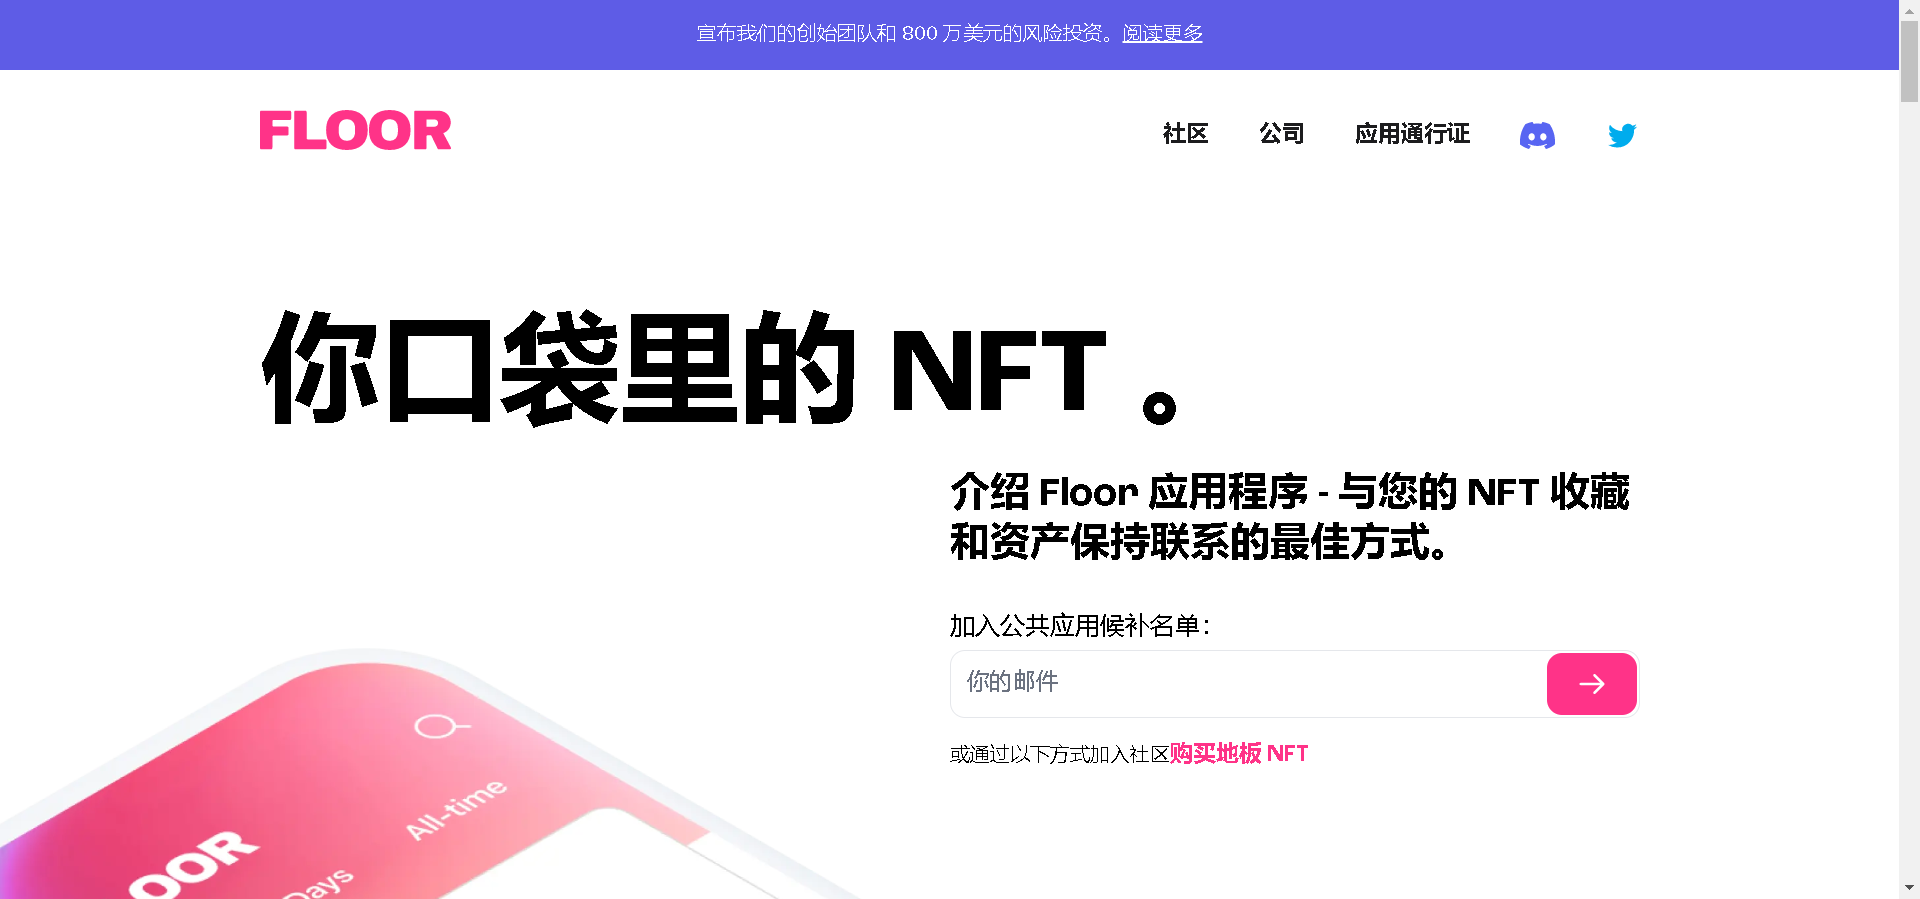 宣布我们的创始团队和 800 万美元的风险投资。阅读更多
FLOOR
社区
公司
应用通行证
你口袋里的 NFT 。
介绍 Floor 应用程序 - 与您的 NFT 收藏
和资产保持联系的最佳方式。
加入公共应用候补名单：
你的邮件
或通过以下方式加入社区购买地板 NFT
All-time
OOR
Days